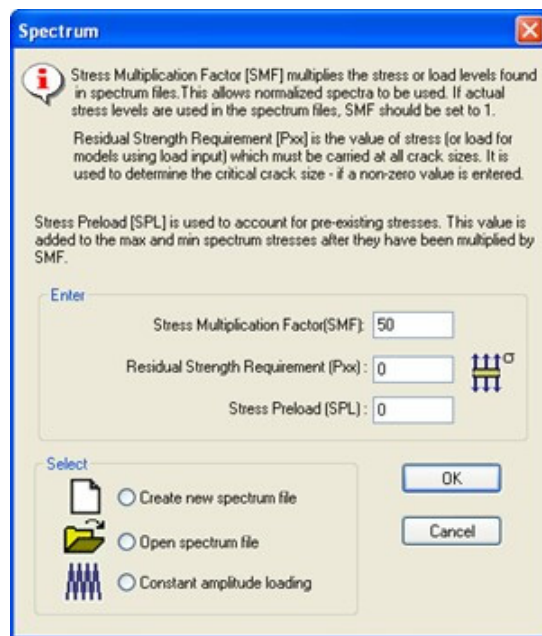 Spectrum
Stress Multiplication Factor [SMF] multiplies the stress or load levels found
in spectrum files.This allows normalized spectra to be used. If actual
stress levels are used in the spectrum files, SMF should be set to 1.
Residual Strength Requirement [Pxx] is the value of stress (or load for
models using load input) which must be carried at all crack sizes. It is
used to determine the critical crack size - if a non-zero value is entered.
Stress Preload [SPL] is used to account for pre-existing stresses. This value is
added to the max and min spectrum stresses after they have been multiplied by
SMF.
Enter
Stress Multiplication Factor(SMF): 50
Residual Strength Requirement (Pxx) : 0
σ
Stress Preload (SPL) : 0
Select
Create new spectrum file
OK
Open spectrum file
Cancel
Constant amplitude loading